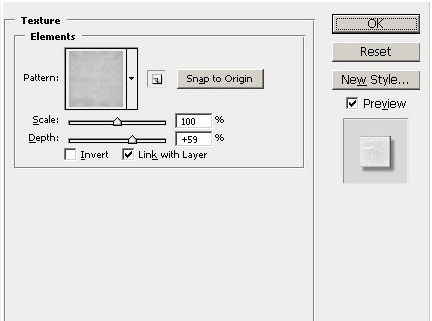 Texture
Elements
Pattern:
Snap to Origin
Scale: 100 %
Depth: +59 %
Invert
Link with Layer
OK
Reset
New Style...
Preview